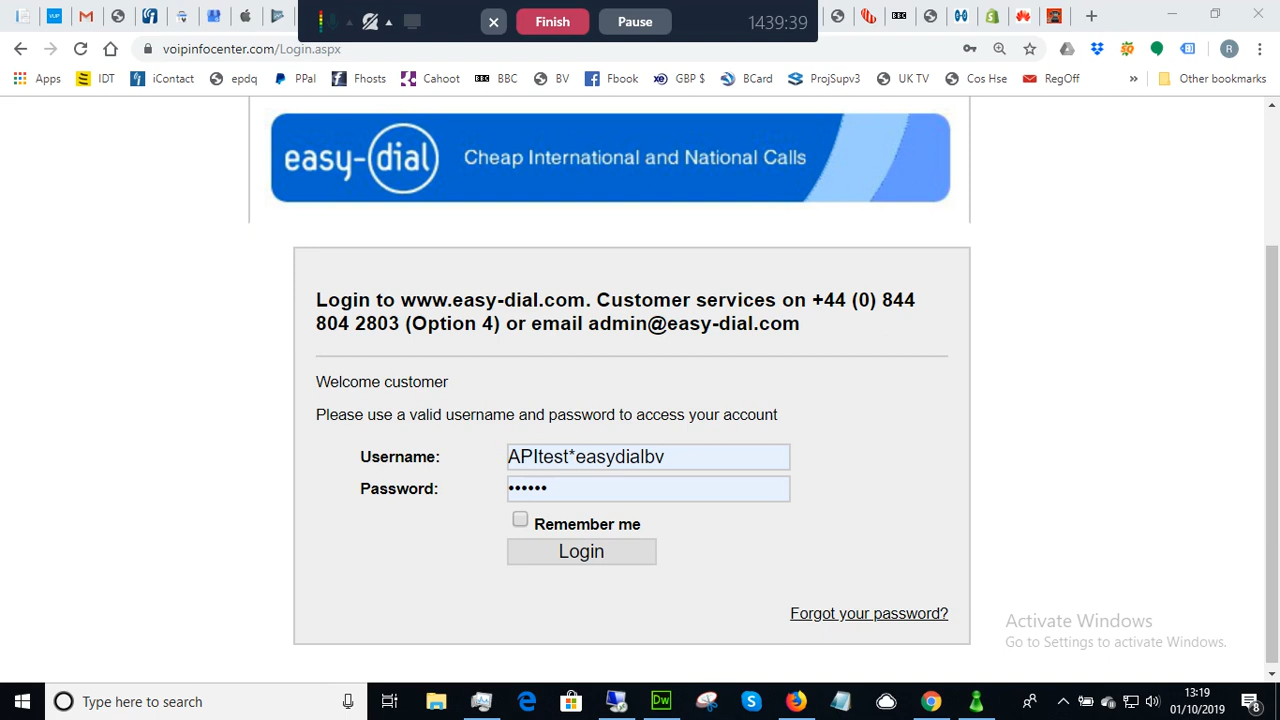 Finish
Pause
1439:39
voipinfocenter.com/Login.aspx
R
Apps
IDT
iContact
epdq
PPal
Fhosts
Cahoot
BBC
BV
Fbook
GBP $
BCard
ProjSupv3
UK TV
Cos Hse
RegOff
»
Other bookmarks
easy-dial Cheap International and National Calls
Login to www.easy-dial.com. Customer services on +44 (0) 844
804 2803 (Option 4) or email admin@easy-dial.com
Welcome customer
Please use a valid username and password to access your account
Username: APItest*easydialbv
Password: ••••••
Remember me
Login
Forgot your password?
Activate Windows
Go to Settings to activate Windows.
Type here to search
Dw
13:19
01/10/2019
8